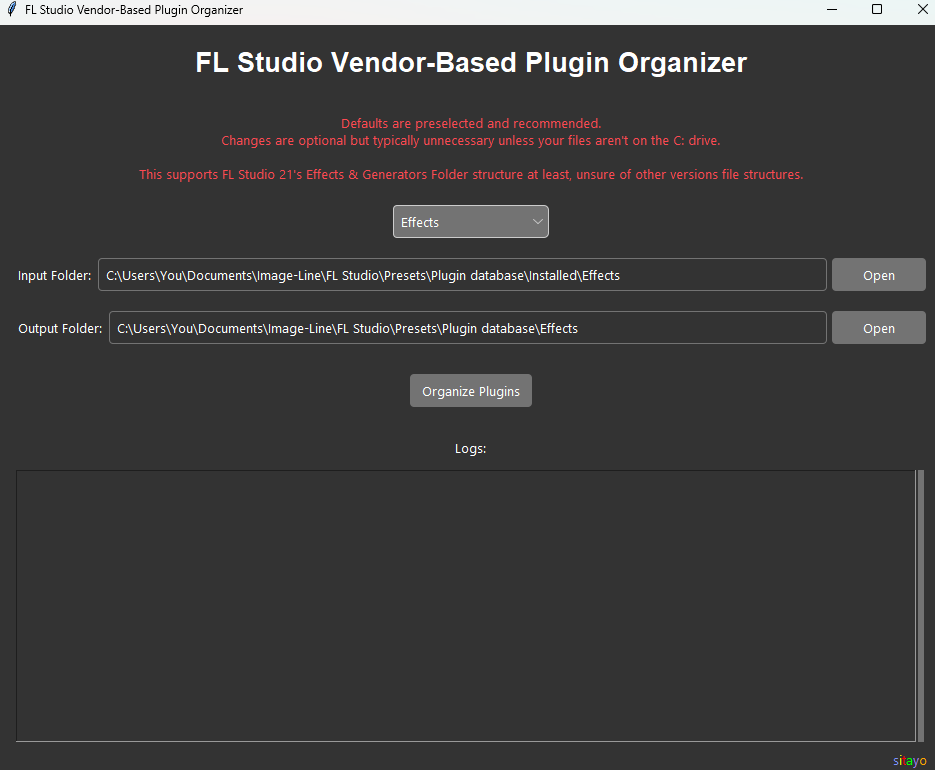 FL Studio Vendor-Based Plugin Organizer
FL Studio Vendor-Based Plugin Organizer
Defaults are preselected and recommended.
Changes are optional but typically unnecessary unless your files aren't on the C: drive.
This supports FL Studio 21's Effects & Generators Folder structure at least, unsure of other versions file structures.
Effects
Input Folder: C:\Users\You\Documents\Image-Line\FL Studio\Presets\Plugin database\Installed\Effects Open
Output Folder: C:\Users\You\Documents\Image-Line\FL Studio\Presets\Plugin database\Effects Open
Organize Plugins
Logs:
sitayo